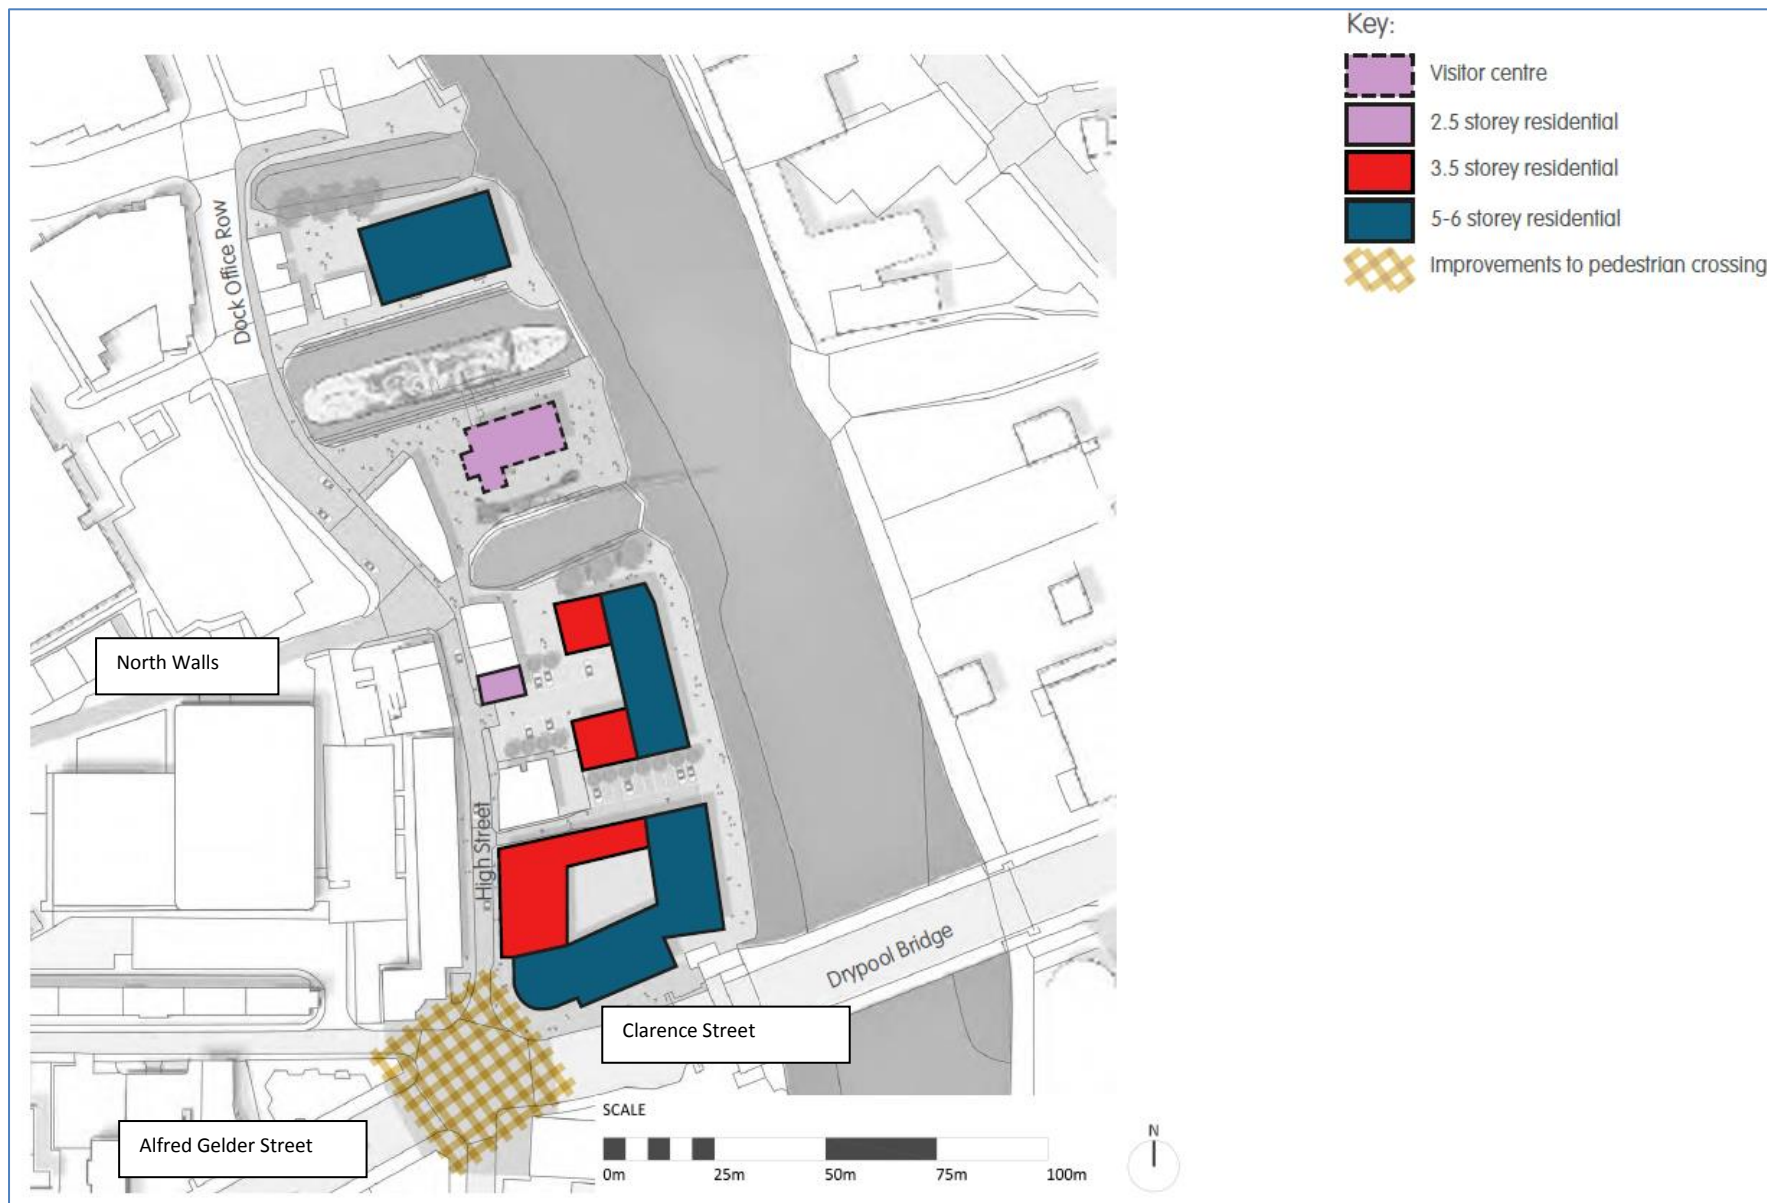 Key:
Visitor centre
2.5 storey residential
3.5 storey residential
5-6 storey residential
Improvements to pedestrian crossing
Dock Office Row
North Walls
High Street
Drypool Bridge
Clarence Street
Alfred Gelder Street
SCALE
0m 25m 50m 75m 100m
N